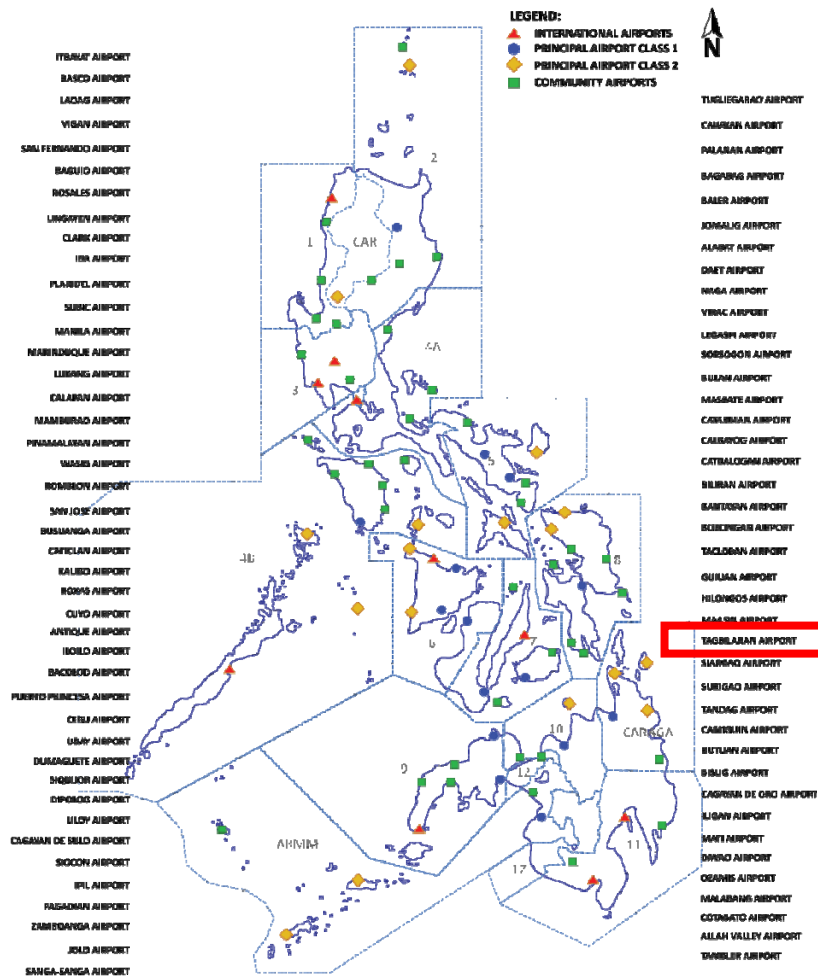 LEGEND:
INTERNATIONAL AIRPORTS
PRINCIPAL AIRPORT CLASS 1
PRINCIPAL AIRPORT CLASS 2
COMMUNITY AIRPORTS
N
ITBAYAT AIRPORT
BASCO AIRPORT
LAOAG AIRPORT
VIGAN AIRPORT
SAN FERNANDO AIRPORT
BAGUIO AIRPORT
ROSALES AIRPORT
LINGAYEN AIRPORT
CLARK AIRPORT
IBA AIRPORT
PLARIDEL AIRPORT
SUBIC AIRPORT
MANILA AIRPORT
MARINDUQUE AIRPORT
LUBANG AIRPORT
CALAPAN AIRPORT
MAMBURAO AIRPORT
PINAMALAYAN AIRPORT
WASIG AIRPORT
ROMBLON AIRPORT
SAN JOSE AIRPORT
BUSUANGA AIRPORT
CATICLAN AIRPORT
KALIBO AIRPORT
ROXAS AIRPORT
CUYO AIRPORT
ANTIQUE AIRPORT
ILOILO AIRPORT
BACOLOD AIRPORT
PUERTO PRINCESA AIRPORT
CEBU AIRPORT
UBAY AIRPORT
DUMAGUETE AIRPORT
SIQUIJOR AIRPORT
DIPOLOG AIRPORT
LILOY AIRPORT
CAGAYAN DE SULU AIRPORT
SIOCON AIRPORT
IPIL AIRPORT
PAGADIAN AIRPORT
ZAMBOANGA AIRPORT
JOLO AIRPORT
SANGA-SANGA AIRPORT
TUGUEGARAO AIRPORT
CAUAYAN AIRPORT
PALANAN AIRPORT
BAGABAG AIRPORT
BALER AIRPORT
JOMALIG AIRPORT
ALABAT AIRPORT
DAET AIRPORT
NAGA AIRPORT
VIRAC AIRPORT
LEGASPI AIRPORT
SORSOGON AIRPORT
BULAN AIRPORT
MASBATE AIRPORT
CATARMAN AIRPORT
CALBAYOG AIRPORT
CATBALOGAN AIRPORT
BILIRAN AIRPORT
BANTAYAN AIRPORT
BORONGAN AIRPORT
TACLOBAN AIRPORT
GUIUAN AIRPORT
HILONGOS AIRPORT
MAASIN AIRPORT
TAGBILARAN AIRPORT
SIARGAO AIRPORT
SURIGAO AIRPORT
TANDAG AIRPORT
CAMIGUIN AIRPORT
BUTUAN AIRPORT
BISLIG AIRPORT
CAGAYAN DE ORO AIRPORT
ILIGAN AIRPORT
MATI AIRPORT
DAVAO AIRPORT
OZAMIS AIRPORT
MALABANG AIRPORT
COTABATO AIRPORT
ALLAH VALLEY AIRPORT
TAMBLER AIRPORT
2
1
CAR
4A
3
5
4B
8
6
7
10
CARAGA
9
12
11
ARMM
12